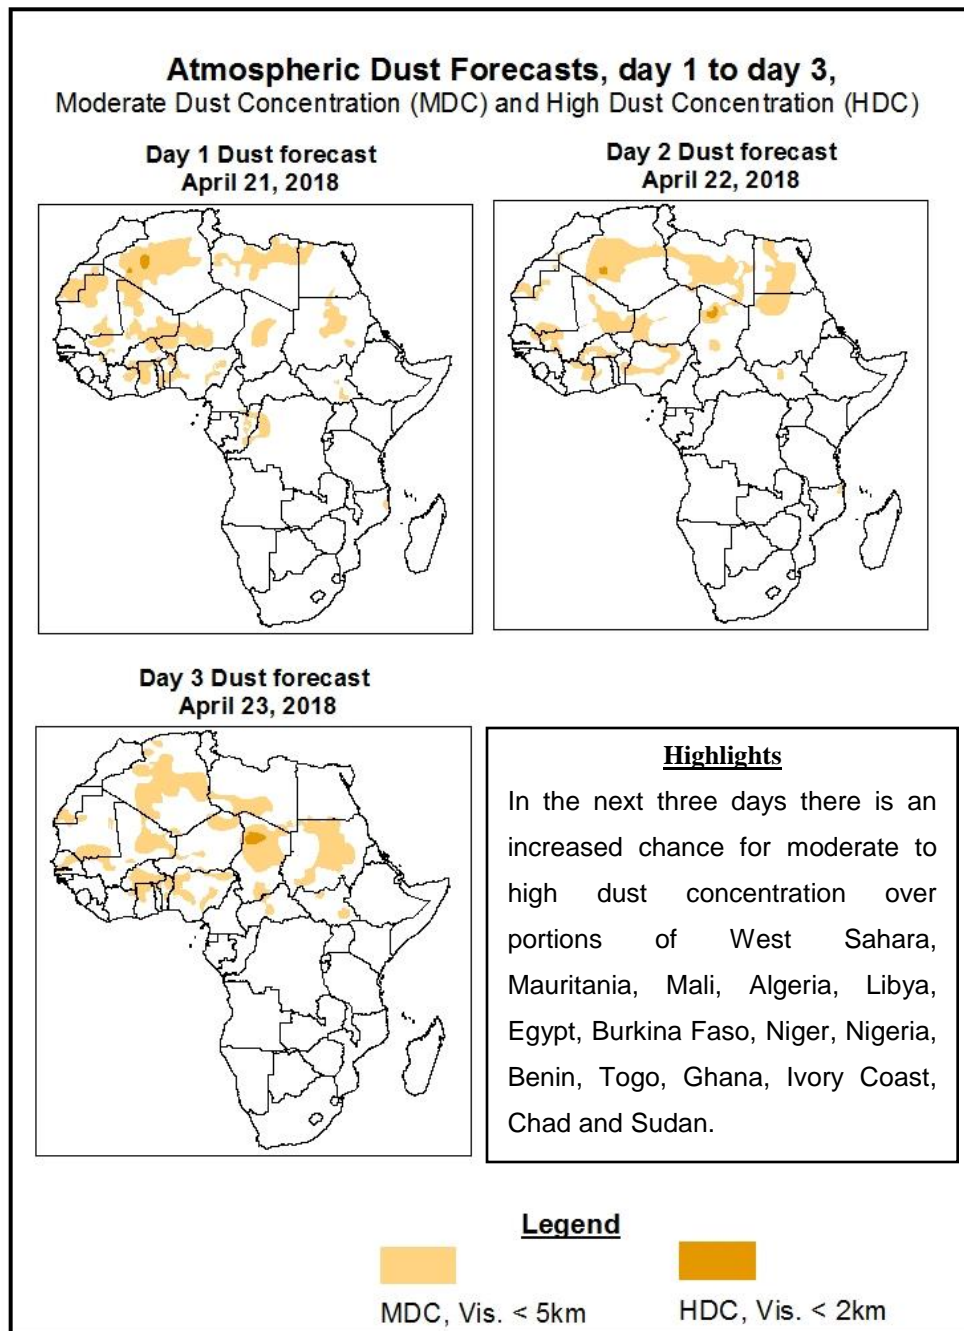 Atmospheric Dust Forecasts, day 1 to day 3,
Moderate Dust Concentration (MDC) and High Dust Concentration (HDC)
Day 1 Dust forecast
April 21, 2018
Day 2 Dust forecast
April 22, 2018
Day 3 Dust forecast
April 23, 2018
Highlights
In the next three days there is an
increased chance for moderate to
high dust concentration over
portions of West Sahara,
Mauritania, Mali, Algeria, Libya,
Egypt, Burkina Faso, Niger, Nigeria,
Benin, Togo, Ghana, Ivory Coast,
Chad and Sudan.
Legend
MDC, Vis. < 5km
HDC, Vis. < 2km